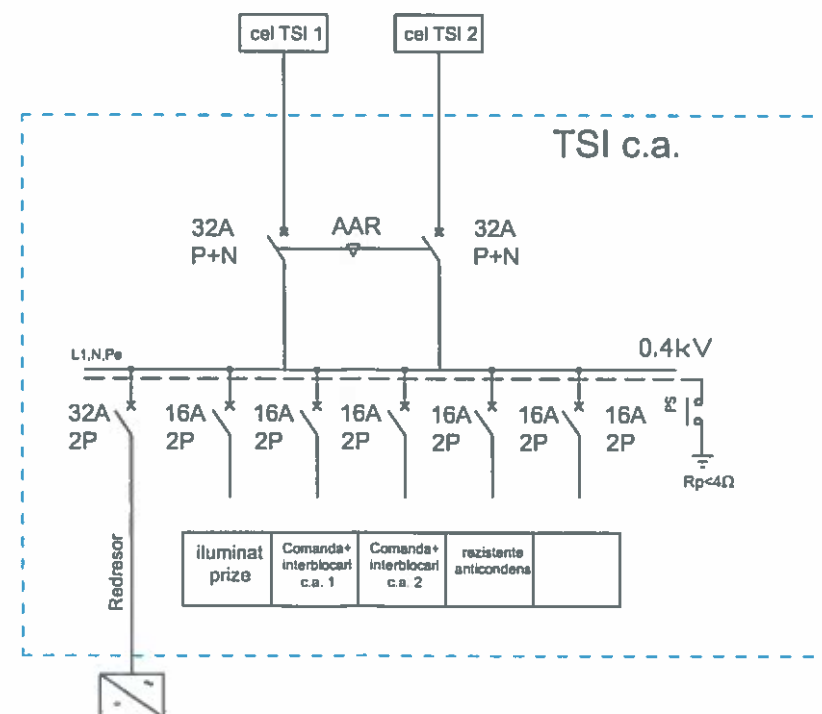 cel TSI 1
cel TSI 2
TSI c.a.
32A
P+N
AAR
32A
P+N
L1,N,Pe
0.4kV
32A
2P
16A
2P
16A
2P
16A
2P
16A
2P
16A
2P
16A
2P
PS
Rp<4Ω
Redresor
iluminat
prize
Comanda+
interblocari
c.a. 1
Comanda+
interblocari
c.a. 2
rezistente
anticondens